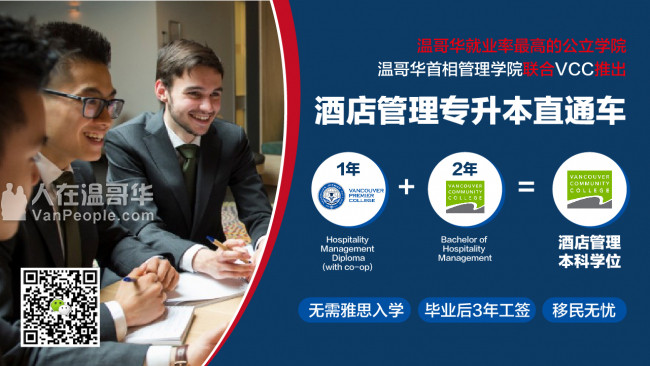 温哥华就业率最高的公立学院
温哥华首相管理学院联合VCC推出
酒店管理专升本直通车
1年
VANCOUVER
PREMIER
COLLEGE
+
2年
VANCOUVER
COMMUNITY
COLLEGE
=
VANCOUVER
COMMUNITY
COLLEGE
Hospitality
Management
Diploma
(with co-op)
Bachelor of
Hospitality
Management
酒店管理
本科学位
无需雅思入学
毕业后3年工签
移民无忧
人在温哥华
VanPeople.com